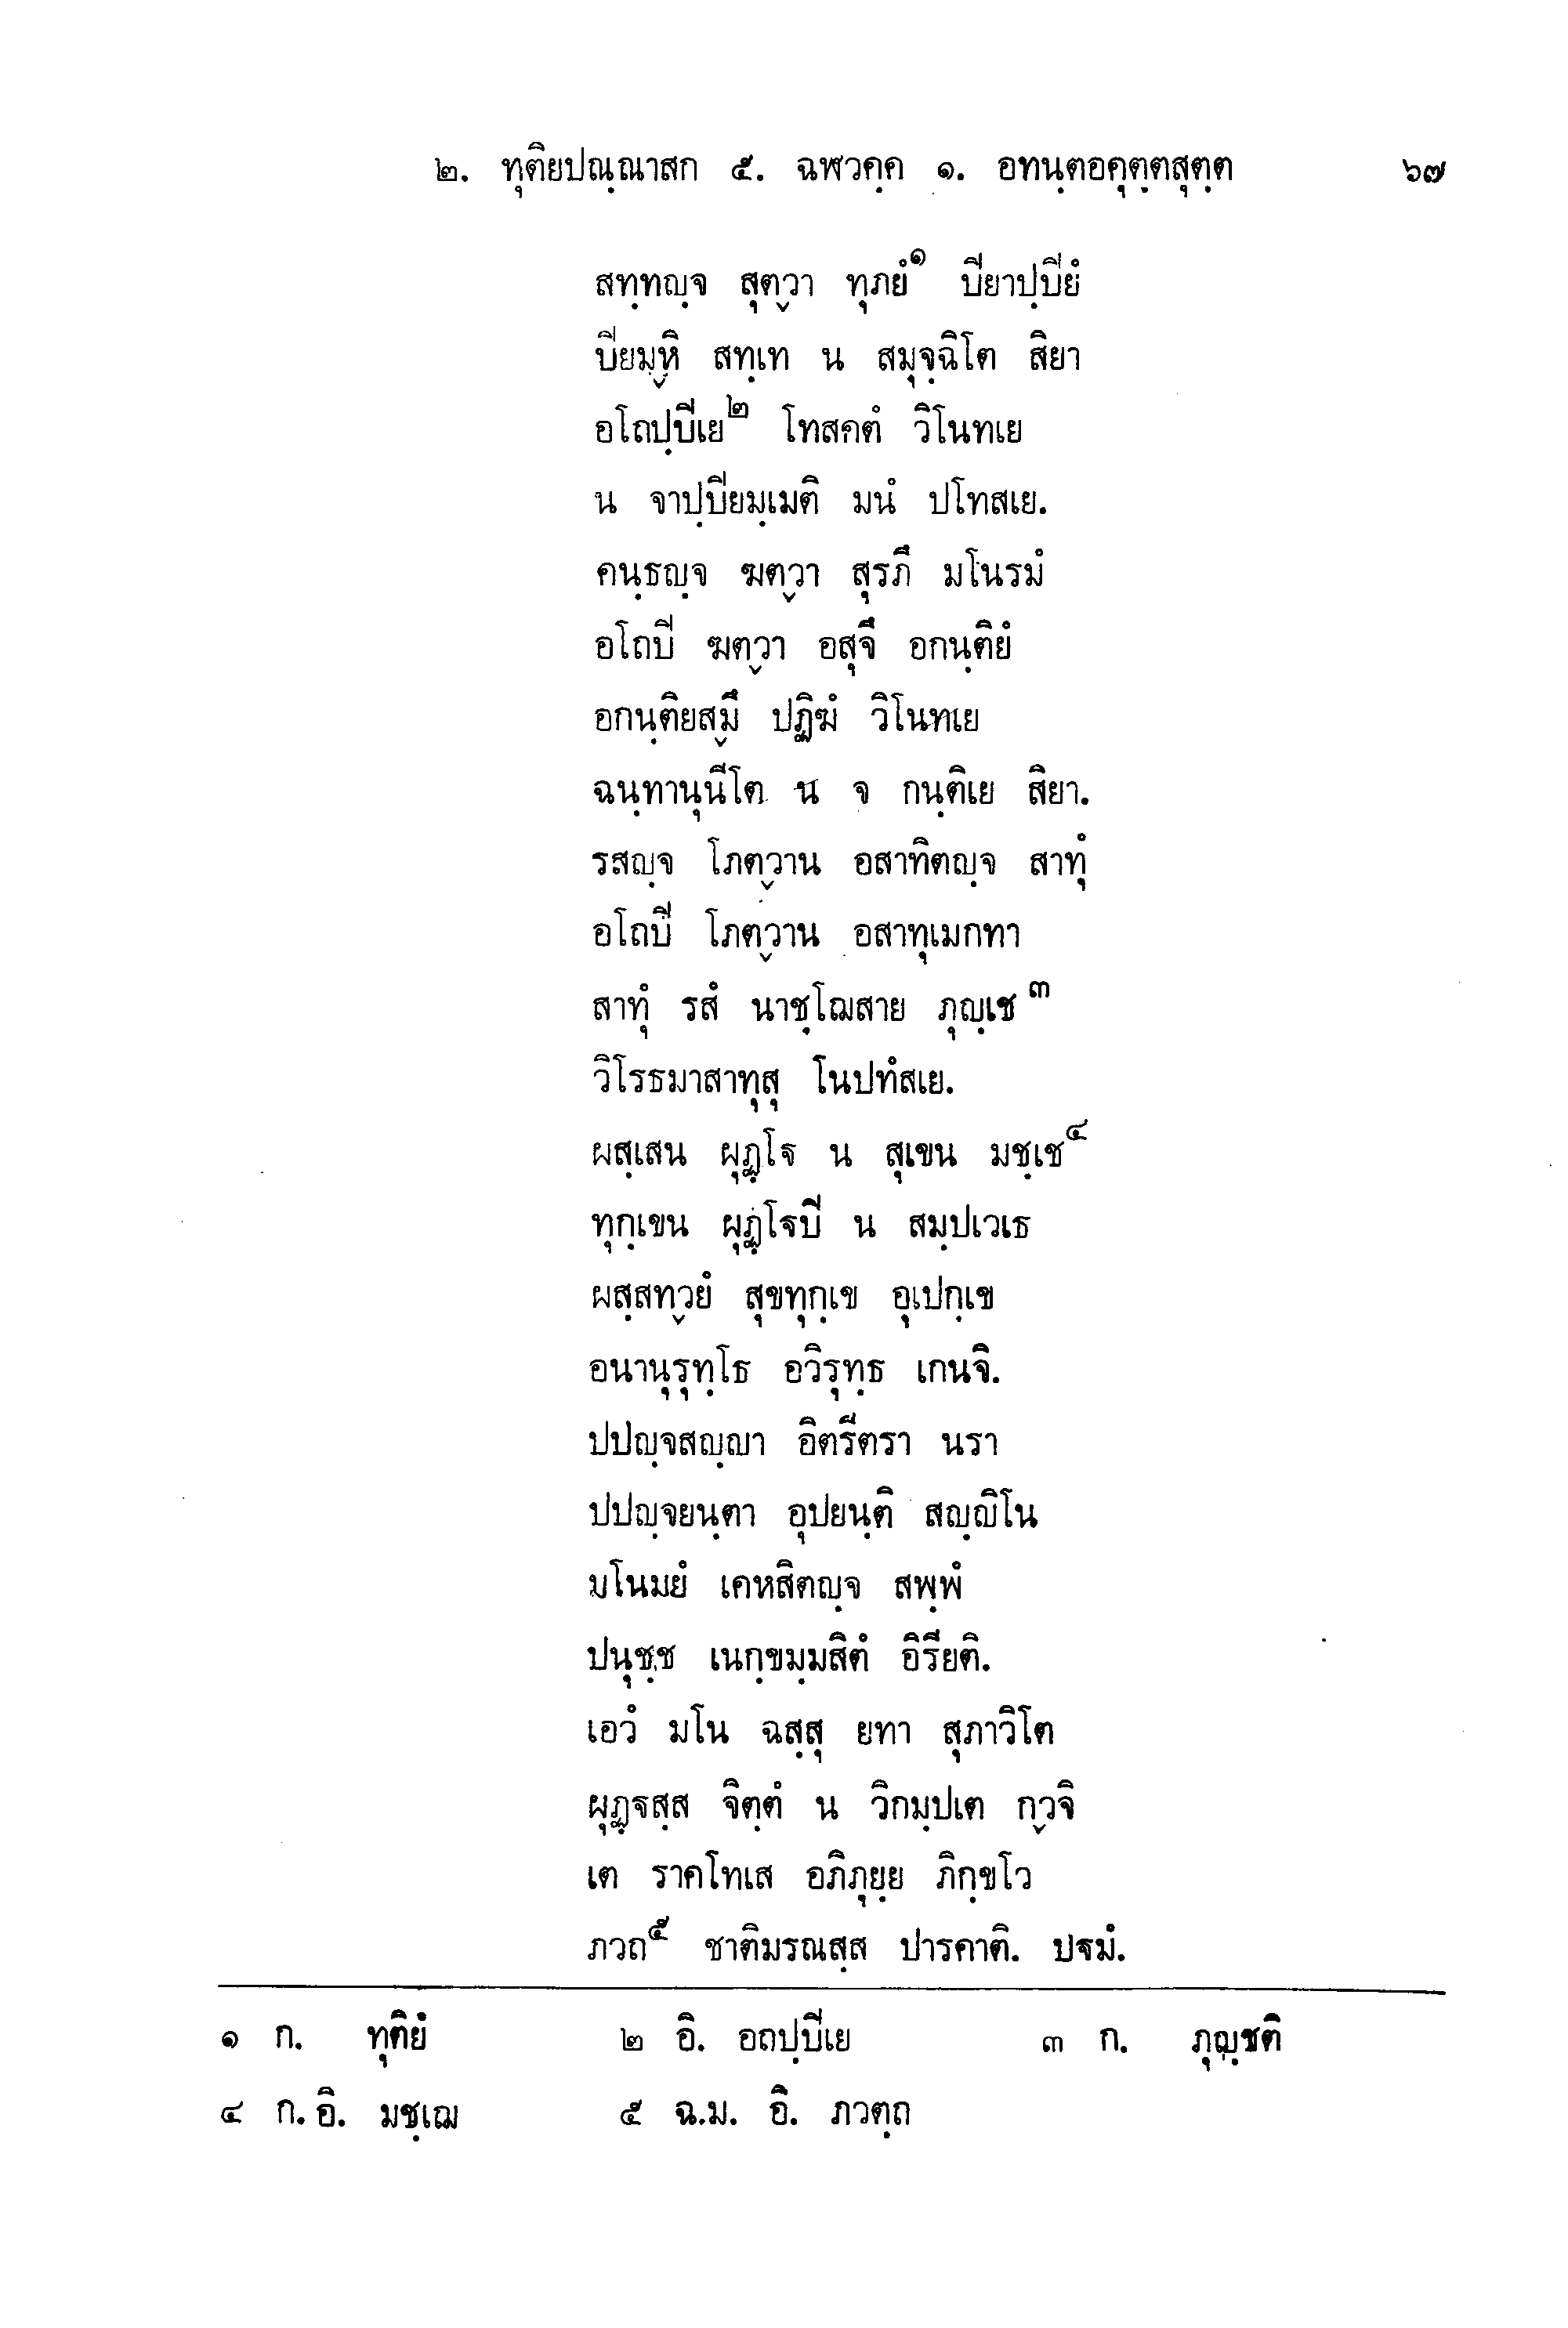 ๒. ทุติยปณฺณาสก ๕. ฉฬวคฺค ๑. อทนฺตอคุตฺตสุตฺต ๖๗
สทฺทญฺจ สุตฺวา ทุภยํ๑ ปิยาปฺปิยํ
ปิยมฺหิ สทฺเท น สมุจฺฉิโต สิยา
อโถปฺปิเย๒ โทสคตํ วิโนทเย
น จาปฺปิยมฺเมติ มนํ ปโทสเย.
คนฺธญฺจ ฆตฺวา สุรภึ มโนรมํ
อโถปิ ฆตฺวา อสุจึ อกนฺติยํ
อกนฺติยสฺมึ ปฏิฆํ วิโนทเย
ฉนฺทานุนีโต น จ กนฺติเย สิยา.
รสญฺจ โภตฺวาน อสาทิตญฺจ สาทุํ
อโถปิ โภตฺวาน อสาทุเมกทา
สาทุํ รสํ นาชฺโฌสาย ภุญฺเช๓
วิโรธมาสาทุสุ โนปทํสเย.
ผสฺเสน ผุฏฺโฐ น สุเขน มชฺเช๔
ทุกฺเขน ผุฏฺโฐปิ น สมฺปเวเธ
ผสฺสทฺวยํ สุขทุกฺเข อุเปกฺเข
อนานุรุทฺโธ อวิรุทฺธ เกนจิ.
ปปญฺจสญฺญา อิตรีตรา นรา
ปปญฺจยนฺตา อุปยนฺติ สญฺญิโน
มโนมยํ เคหสิตญฺจ สพฺพํ
ปนุชฺช เนกฺขมฺมสิตํ อิรียติ.
เอวํ มโน ฉสฺสุ ยทา สุภาวิโต
ผุฏฺฐสฺส จิตฺตํ น วิกมฺปเต กฺวจิ
เต ราคโทเส อภิภุยฺย ภิกฺขโว
ภวถ๕ ชาติมรณสฺส ปารคาติ. ปฐมํ.
๑ ก. ทุติยํ ๒ อิ. อถปฺปิเย ๓ ก. ภุญฺชติ
๔ ก. อิ. มชฺเฌ ๕ ฉ.ม. อิ. ภวตฺถ